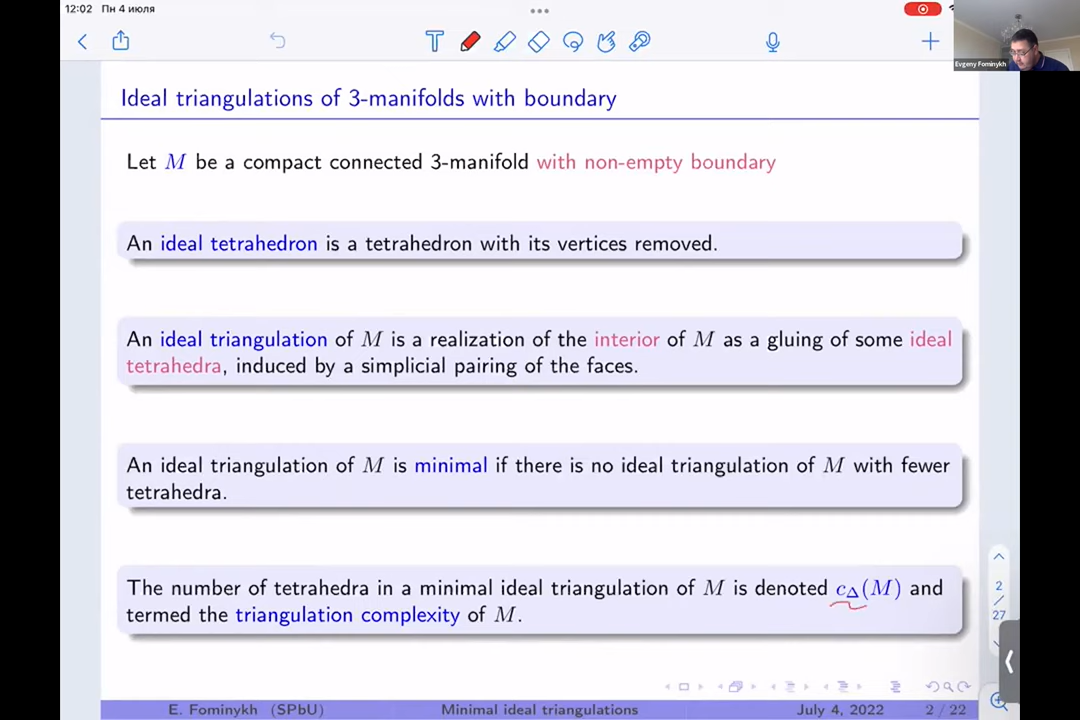 12:02 Пн 4 июля
Evgeny Fominykh
Ideal triangulations of 3-manifolds with boundary
Let M be a compact connected 3-manifold with non-empty boundary
An ideal tetrahedron is a tetrahedron with its vertices removed.
An ideal triangulation of M is a realization of the interior of M as a gluing of some ideal
tetrahedra, induced by a simplicial pairing of the faces.
An ideal triangulation of M is minimal if there is no ideal triangulation of M with fewer
tetrahedra.
The number of tetrahedra in a minimal ideal triangulation of M is denoted c_Δ(M) and
termed the triangulation complexity of M.
2
/
27
E. Fominykh (SPbU) Minimal ideal triangulations July 4, 2022 2 / 22